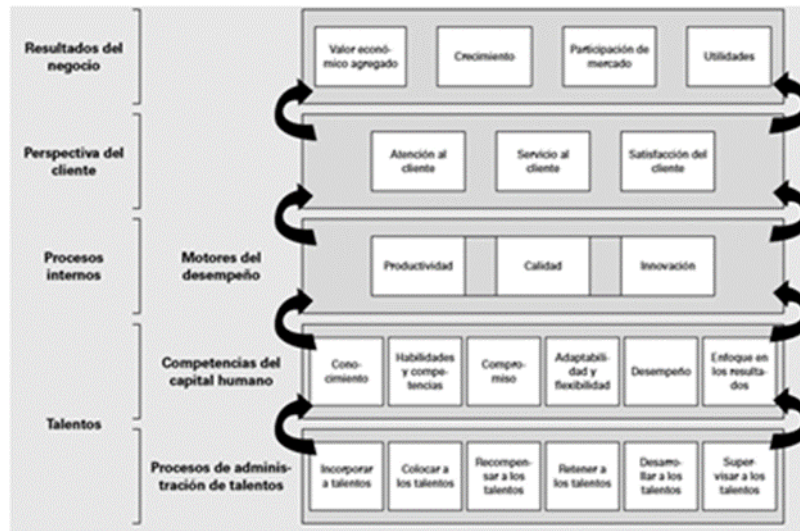 Resultados del
negocio
Valor econó-
mico agregado
Crecimiento
Participación de
mercado
Utilidades
Perspectiva del
cliente
Atención al
cliente
Servicio al
cliente
Satisfacción del
cliente
Procesos
internos
Motores del
desempeño
Productividad
Calidad
Innovación
Talentos
Competencias del
capital humano
Cono-
cimiento
Habilidades
y compe-
tencias
Compro-
miso
Adaptabili-
dad y
flexibilidad
Desempeño
Enfoque en
los resulta-
dos
Procesos de adminis-
tración de talentos
Incorporar
a talentos
Colocar a
los talentos
Recompen-
sar a los
talentos
Retener a
los talentos
Desarro-
llar a los
talentos
Super-
visar a los
talentos